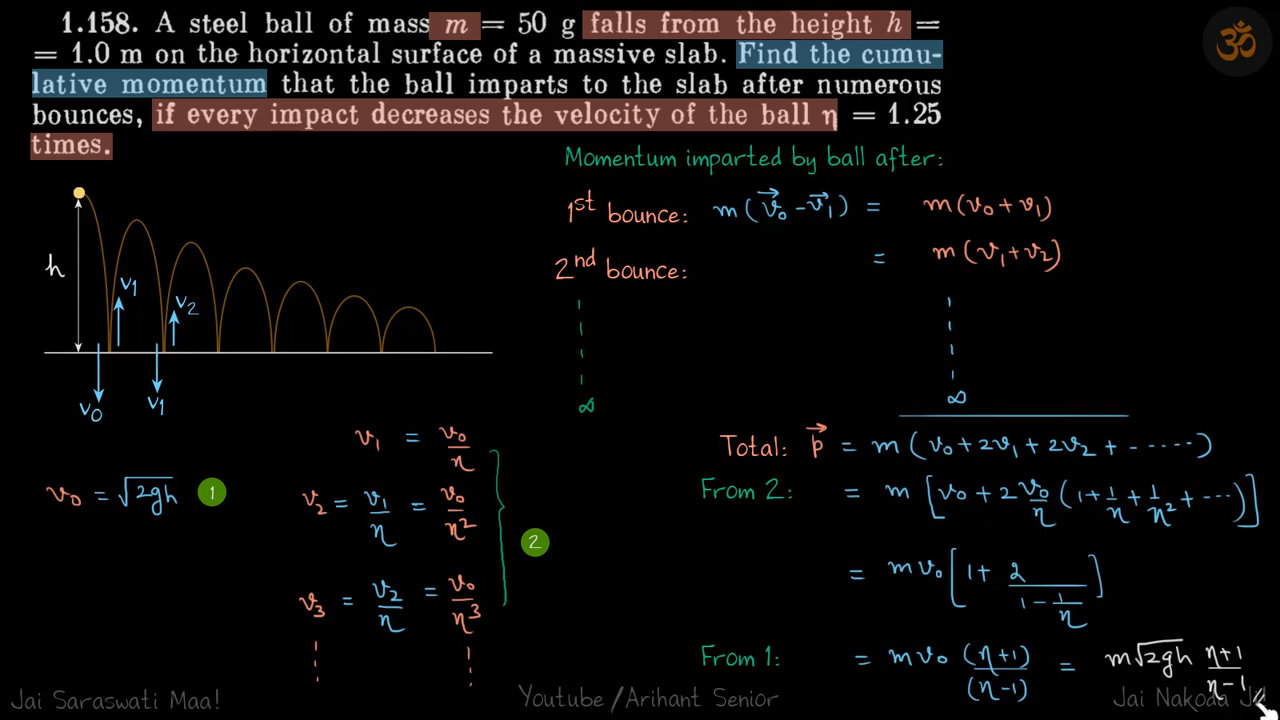 1.158. A steel ball of mass m = 50 g falls from the height h =
= 1.0 m on the horizontal surface of a massive slab. Find the cumu-
lative momentum that the ball imparts to the slab after numerous
bounces, if every impact decreases the velocity of the ball η = 1.25
times.
ॐ
Momentum imparted by ball after:
1st bounce: m(v⃗₀ - v⃗₁) = m(v₀ + v₁)
2nd bounce: = m(v₁ + v₂)
∞ ∞
h
v₁
v₂
v₀
v₁
v₀ = √2gh 1
v₁ = v₀/η
v₂ = v₁/η = v₀/η²
2
v₃ = v₂/η = v₀/η³
Total: p⃗ = m(v₀ + 2v₁ + 2v₂ + ·····)
From 2: = m[v₀ + 2v₀/η (1 + 1/η + 1/η² + ···)]
= mv₀[1 + 2/(1 - 1/η)]
From 1: = mv₀ (η+1)/(η-1) = m√2gh η+1/η-1
Jai Saraswati Maa!
Youtube /Arihant Senior
Jai Nakoda Ji